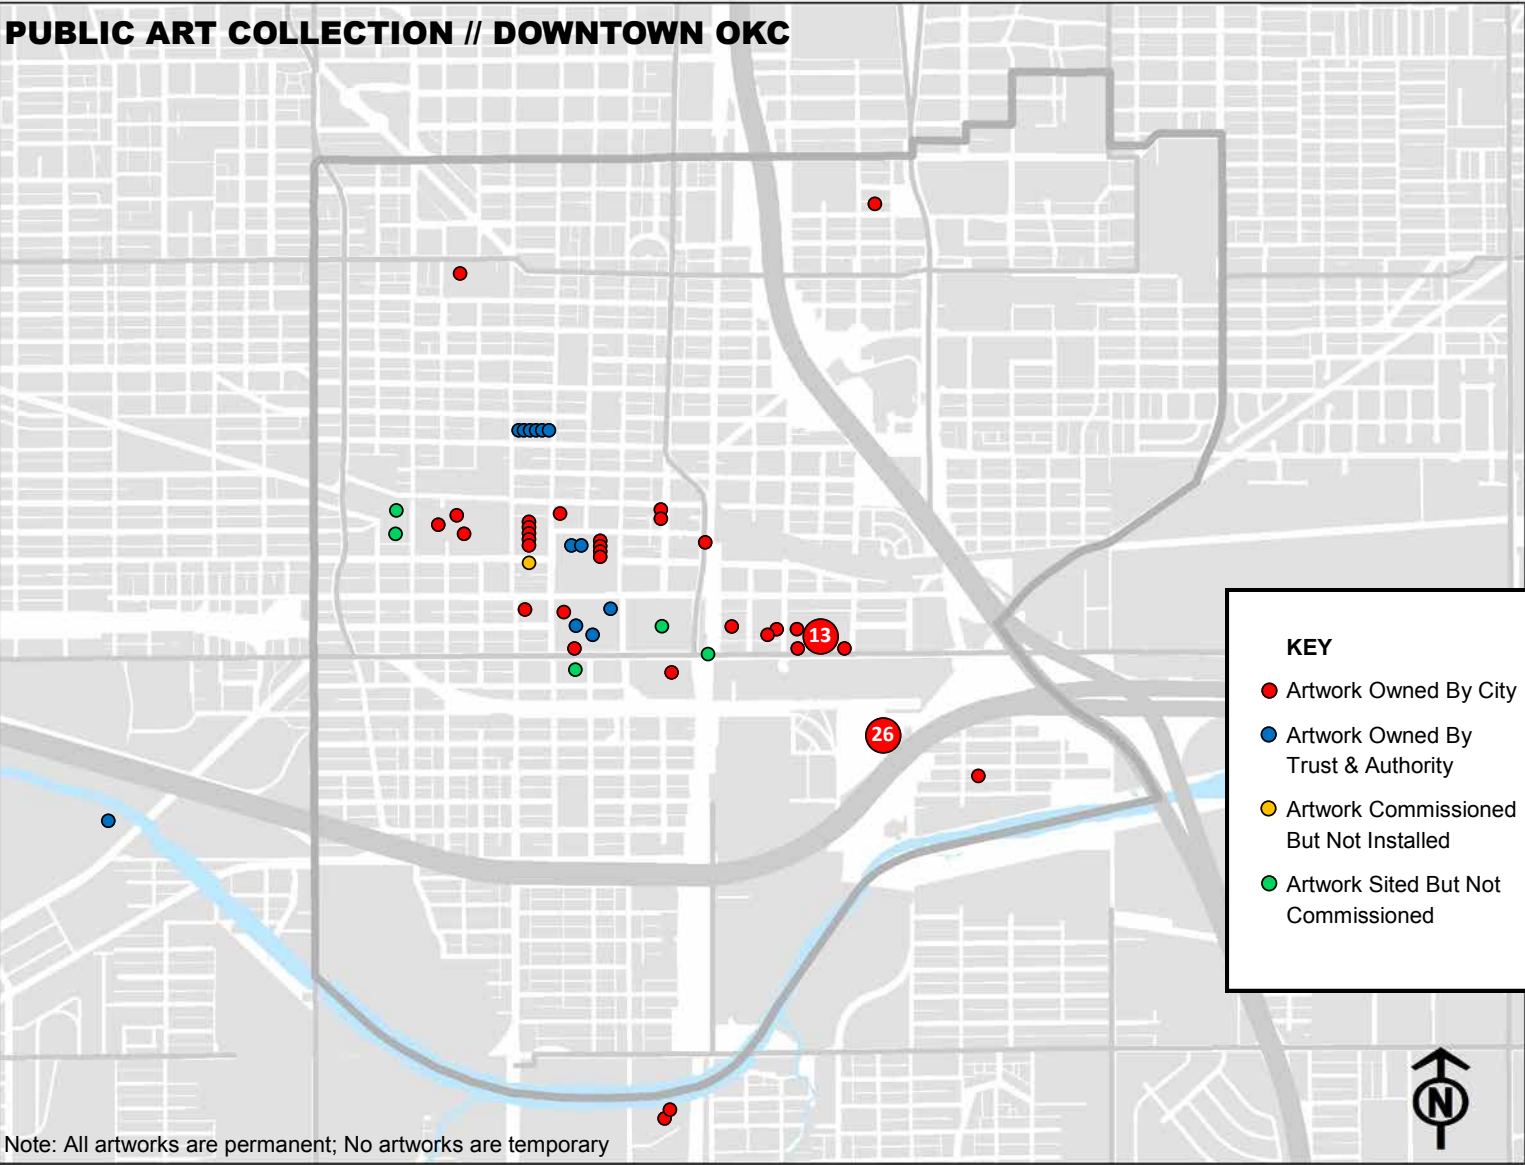 PUBLIC ART COLLECTION // DOWNTOWN OKC
13
26
KEY
Artwork Owned By City
Artwork Owned By
Trust & Authority
Artwork Commissioned
But Not Installed
Artwork Sited But Not
Commissioned
N
Note: All artworks are permanent; No artworks are temporary